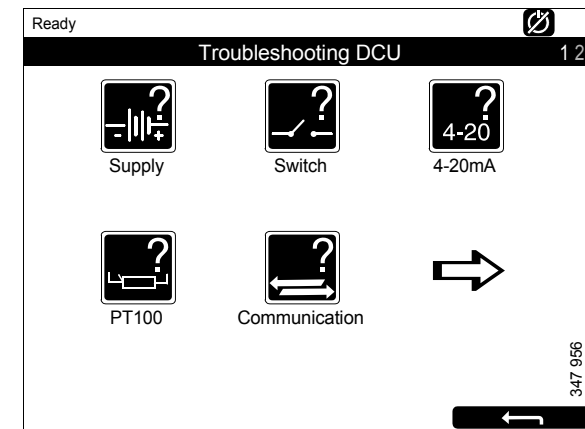 Ready
Troubleshooting DCU 1 2
? ? ? 4-20
Supply Switch 4-20mA
? ?
PT100 Communication
347 956